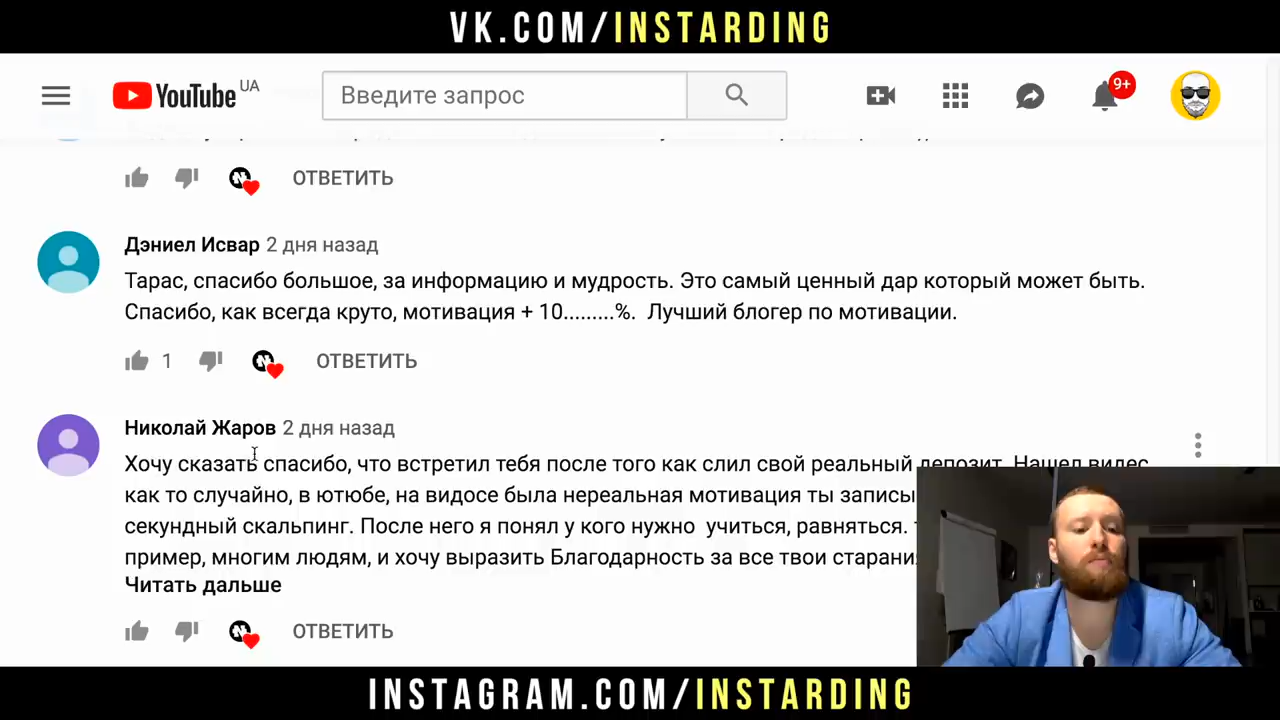 VK.COM/INSTARDING
YouTube UA
Введите запрос
9+
ОТВЕТИТЬ
Дэниел Исвар 2 дня назад
Тарас, спасибо большое, за информацию и мудрость. Это самый ценный дар который может быть.
Спасибо, как всегда круто, мотивация + 10.........%. Лучший блогер по мотивации.
1
ОТВЕТИТЬ
Николай Жаров 2 дня назад
Хочу сказать спасибо, что встретил тебя после того как слил свой реальный депозит. Нашел видес
как то случайно, в ютюбе, на видосе была нереальная мотивация ты записы
секундный скальпинг. После него я понял у кого нужно учиться, равняться.
пример, многим людям, и хочу выразить Благодарность за все твои старани
Читать дальше
ОТВЕТИТЬ
INSTAGRAM.COM/INSTARDING